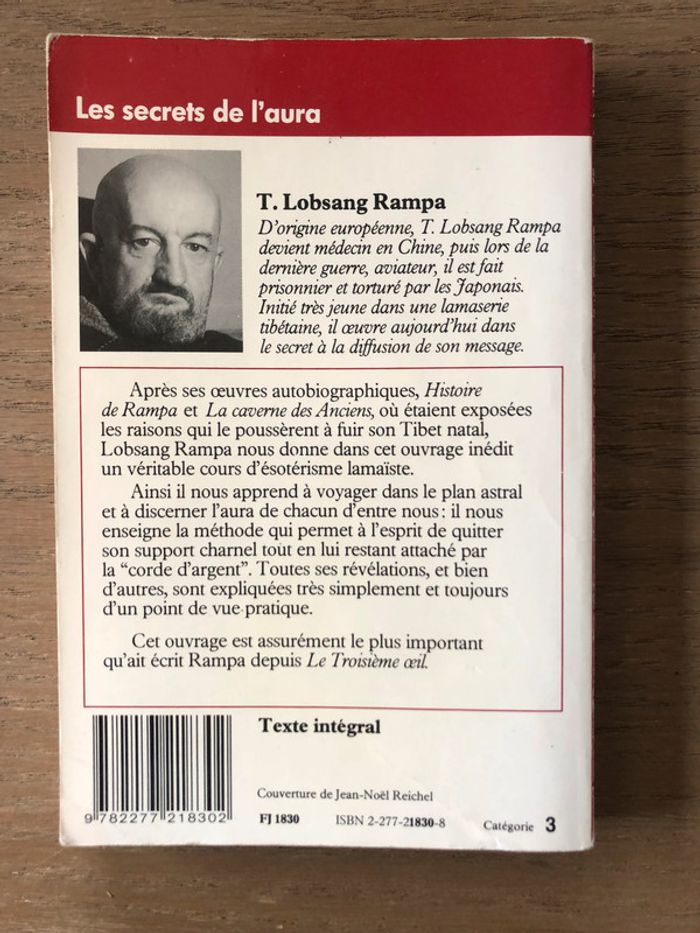 Les secrets de l'aura
T. Lobsang Rampa
D'origine européenne, T. Lobsang Rampa
devient médecin en Chine, puis lors de la
dernière guerre, aviateur, il est fait
prisonnier et torturé par les Japonais.
Initié très jeune dans une lamaserie
tibétaine, il œuvre aujourd'hui dans
le secret à la diffusion de son message.
Après ses œuvres autobiographiques, Histoire
de Rampa et La caverne des Anciens, où étaient exposées
les raisons qui le poussèrent à fuir son Tibet natal,
Lobsang Rampa nous donne dans cet ouvrage inédit
un véritable cours d'ésotérisme lamaïste.
Ainsi il nous apprend à voyager dans le plan astral
et à discerner l'aura de chacun d'entre nous : il nous
enseigne la méthode qui permet à l'esprit de quitter
son support charnel tout en lui restant attaché par
la "corde d'argent". Toutes ses révélations, et bien
d'autres, sont expliquées très simplement et toujours
d'un point de vue pratique.
Cet ouvrage est assurément le plus important
qu'ait écrit Rampa depuis Le Troisième œil.
Texte intégral
Couverture de Jean-Noël Reichel
9 782277 218302
FJ 1830 ISBN 2-277-21830-8 Catégorie 3